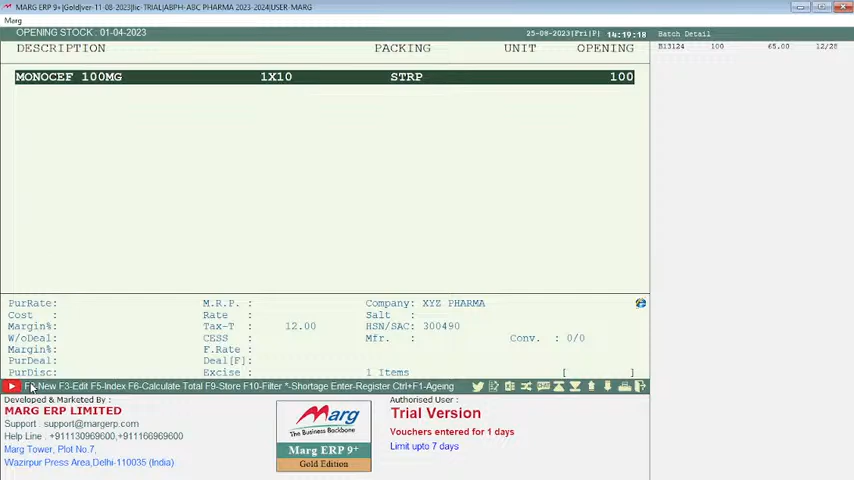 MARG ERP 9+|Gold|ver-11-08-2023|lic-TRIAL|ABPH-ABC PHARMA 2023-2024|USER-MARG
Marg
OPENING STOCK : 01-04-2023
25-08-2023|Fri|P| 14:19:18
Batch Detail
DESCRIPTION PACKING UNIT OPENING
B13124 100 65.00 12/28
MONOCEF 100MG 1X10 STRP 100
PurRate: M.R.P. : Company: XYZ PHARMA
Cost : Rate : Salt :
Margin%: Tax-T : 12.00 HSN/SAC: 300490
W/oDeal: CESS : Mfr. : Conv. : 0/0
Margin%: F.Rate :
PurDeal: Deal[F]:
PurDisc: Excise : 1 Items [ ]
-New F3-Edit F5-Index F6-Calculate Total F9-Store F10-Filter *-Shortage Enter-Register Ctrl+F1-Ageing
Developed & Marketed By :
MARG ERP LIMITED
Support : support@margerp.com
Help Line : +911130969600,+911166969600
Marg Tower, Plot No.7,
Wazirpur Press Area,Delhi-110035 (India)
Marg
The Business Backbone
Marg ERP 9+
Gold Edition
Authorised User :
Trial Version
Vouchers entered for 1 days
Limit upto 7 days